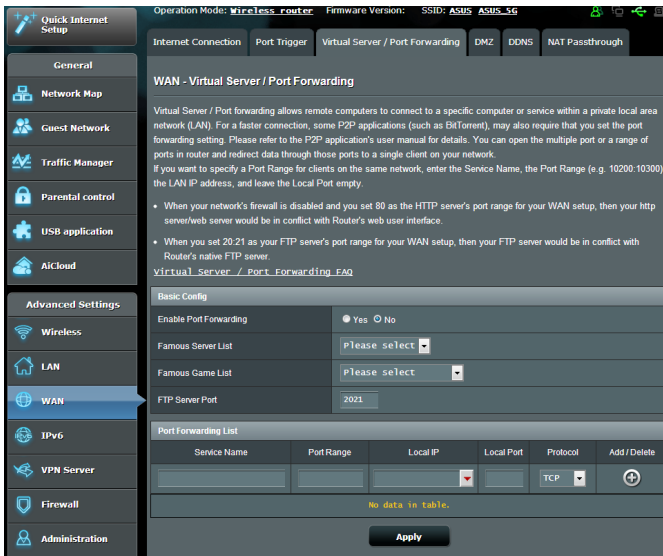 Quick Internet
Setup
General
Network Map
Guest Network
Traffic Manager
Parental control
USB application
AiCloud
Advanced Settings
Wireless
LAN
WAN
IPv6
VPN Server
Firewall
Administration
Operation Mode: Wireless router Firmware Version: SSID: ASUS ASUS_5G
Internet Connection Port Trigger Virtual Server / Port Forwarding DMZ DDNS NAT Passthrough
WAN - Virtual Server / Port Forwarding
Virtual Server / Port forwarding allows remote computers to connect to a specific computer or service within a private local area
network (LAN). For a faster connection, some P2P applications (such as BitTorrent), may also require that you set the port
forwarding setting. Please refer to the P2P application's user manual for details. You can open the multiple port or a range of
ports in router and redirect data through those ports to a single client on your network.
If you want to specify a Port Range for clients on the same network, enter the Service Name, the Port Range (e.g. 10200:10300)
the LAN IP address, and leave the Local Port empty.
• When your network's firewall is disabled and you set 80 as the HTTP server's port range for your WAN setup, then your http
server/web server would be in conflict with Router's web user interface.
• When you set 20:21 as your FTP server's port range for your WAN setup, then your FTP server would be in conflict with
Router's native FTP server.
Virtual Server / Port Forwarding FAQ
Basic Config
Enable Port Forwarding Yes No
Famous Server List Please select
Famous Game List Please select
FTP Server Port 2021
Port Forwarding List
Service Name Port Range Local IP Local Port Protocol Add / Delete
TCP
No data in table.
Apply